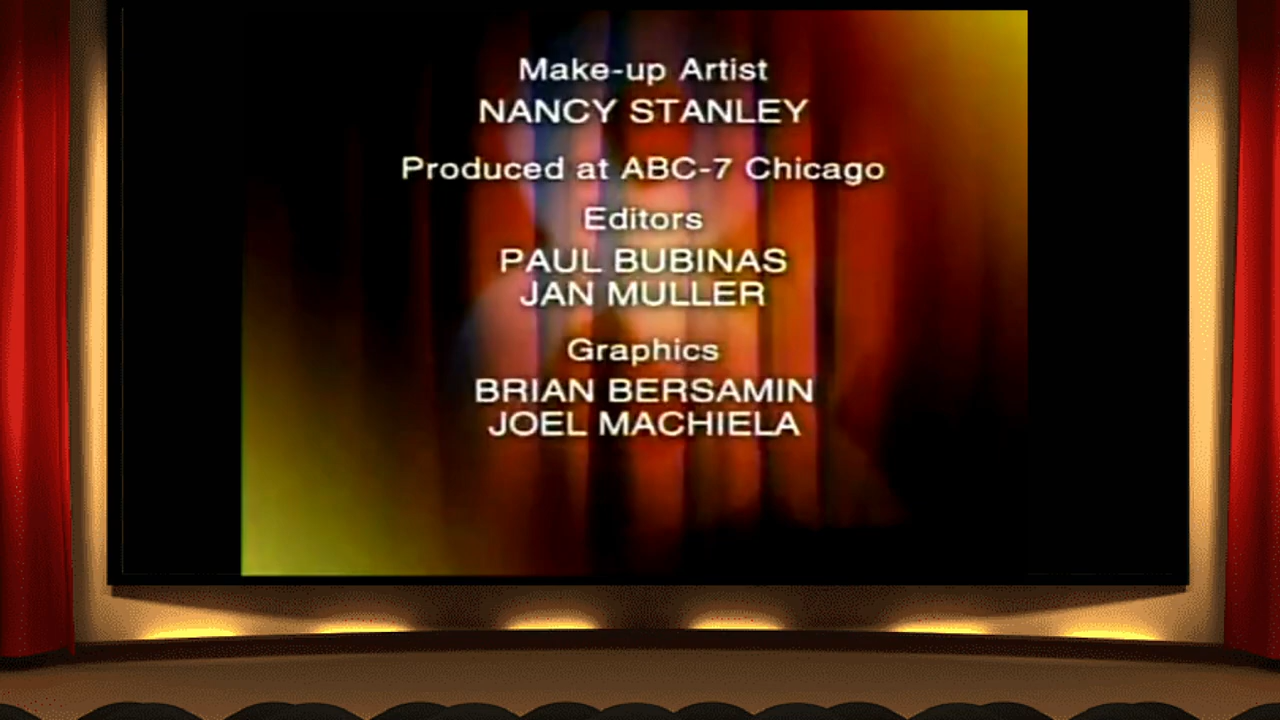 Make-up Artist
NANCY STANLEY
Produced at ABC-7 Chicago
Editors
PAUL BUBINAS
JAN MULLER
Graphics
BRIAN BERSAMIN
JOEL MACHIELA